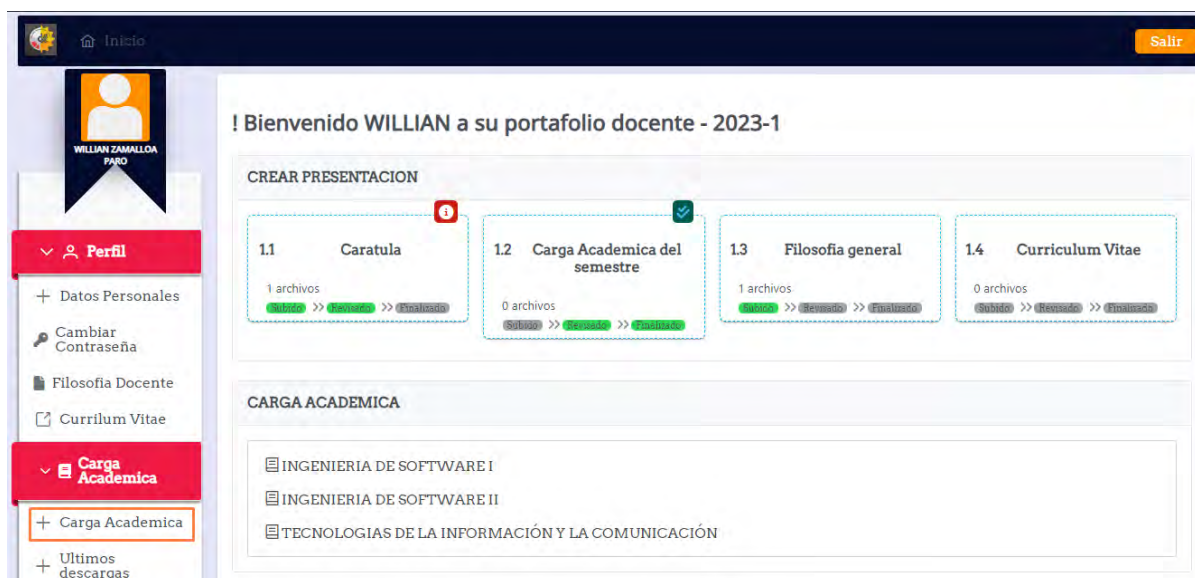 Inicio
Salir
WILLIAN ZAMALLOA
PARO
Perfil
Datos Personales
Cambiar
Contraseña
Filosofia Docente
Currilum Vitae
Carga
Academica
Carga Academica
Ultimos
descargas
! Bienvenido WILLIAN a su portafolio docente - 2023-1
CREAR PRESENTACION
1.1 Caratula
1 archivos
Subido >> Revisado >> Finalizado
1.2 Carga Academica del
semestre
0 archivos
Subido >> Revisado >> Finalizado
1.3 Filosofia general
1 archivos
Subido >> Revisado >> Finalizado
1.4 Curriculum Vitae
0 archivos
Subido >> Revisado >> Finalizado
CARGA ACADEMICA
INGENIERIA DE SOFTWARE I
INGENIERIA DE SOFTWARE II
TECNOLOGIAS DE LA INFORMACIÓN Y LA COMUNICACIÓN